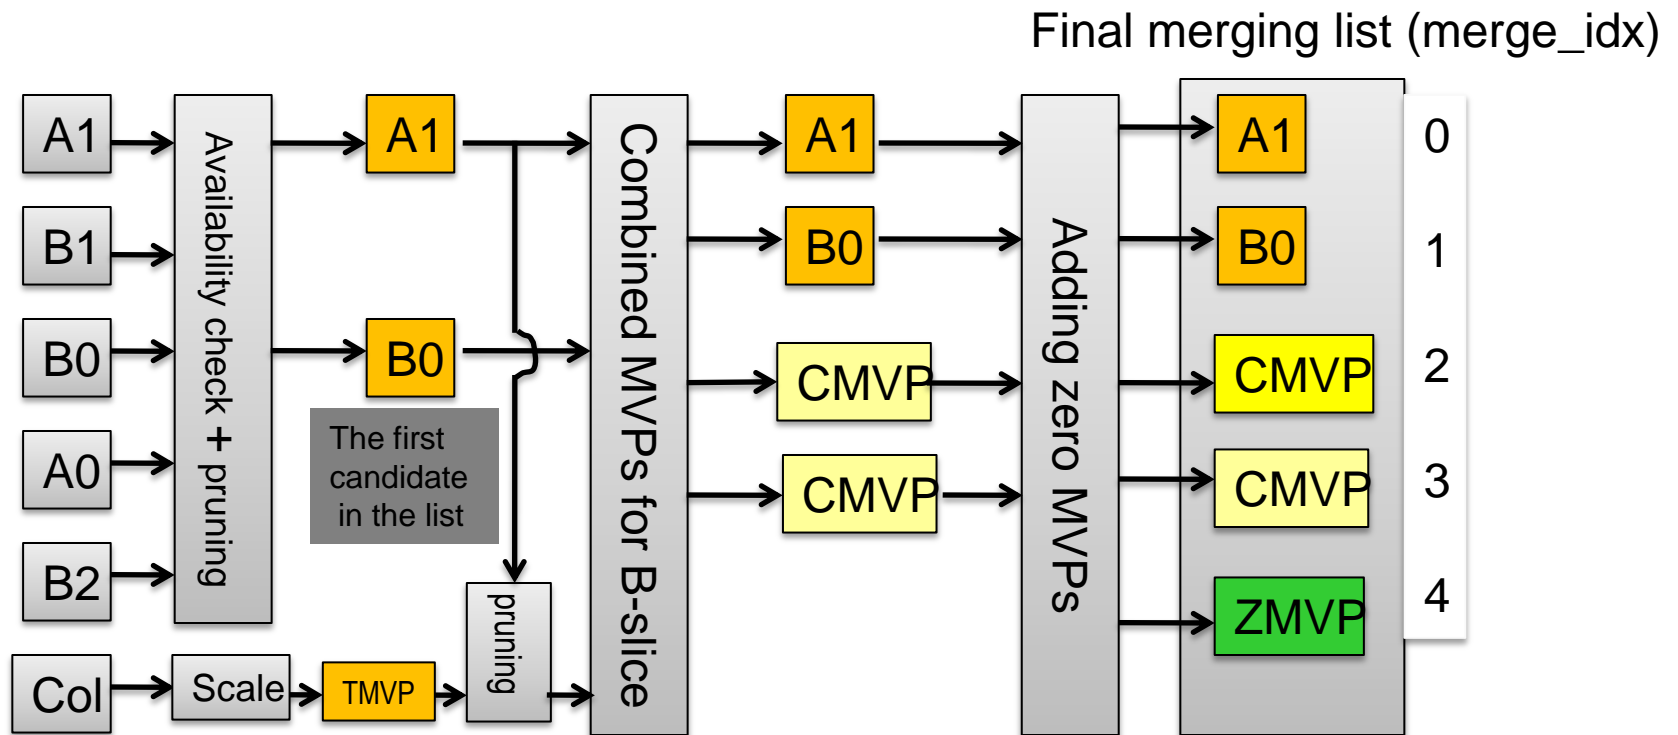 Final merging list (merge_idx)
A1
B1
B0
A0
B2
Col
Availability check + pruning
Scale
A1
B0
The first
candidate
in the list
TMVP
pruning
Combined MVPs for B-slice
A1
B0
CMVP
CMVP
Adding zero MVPs
A1
B0
CMVP
CMVP
ZMVP
0
1
2
3
4